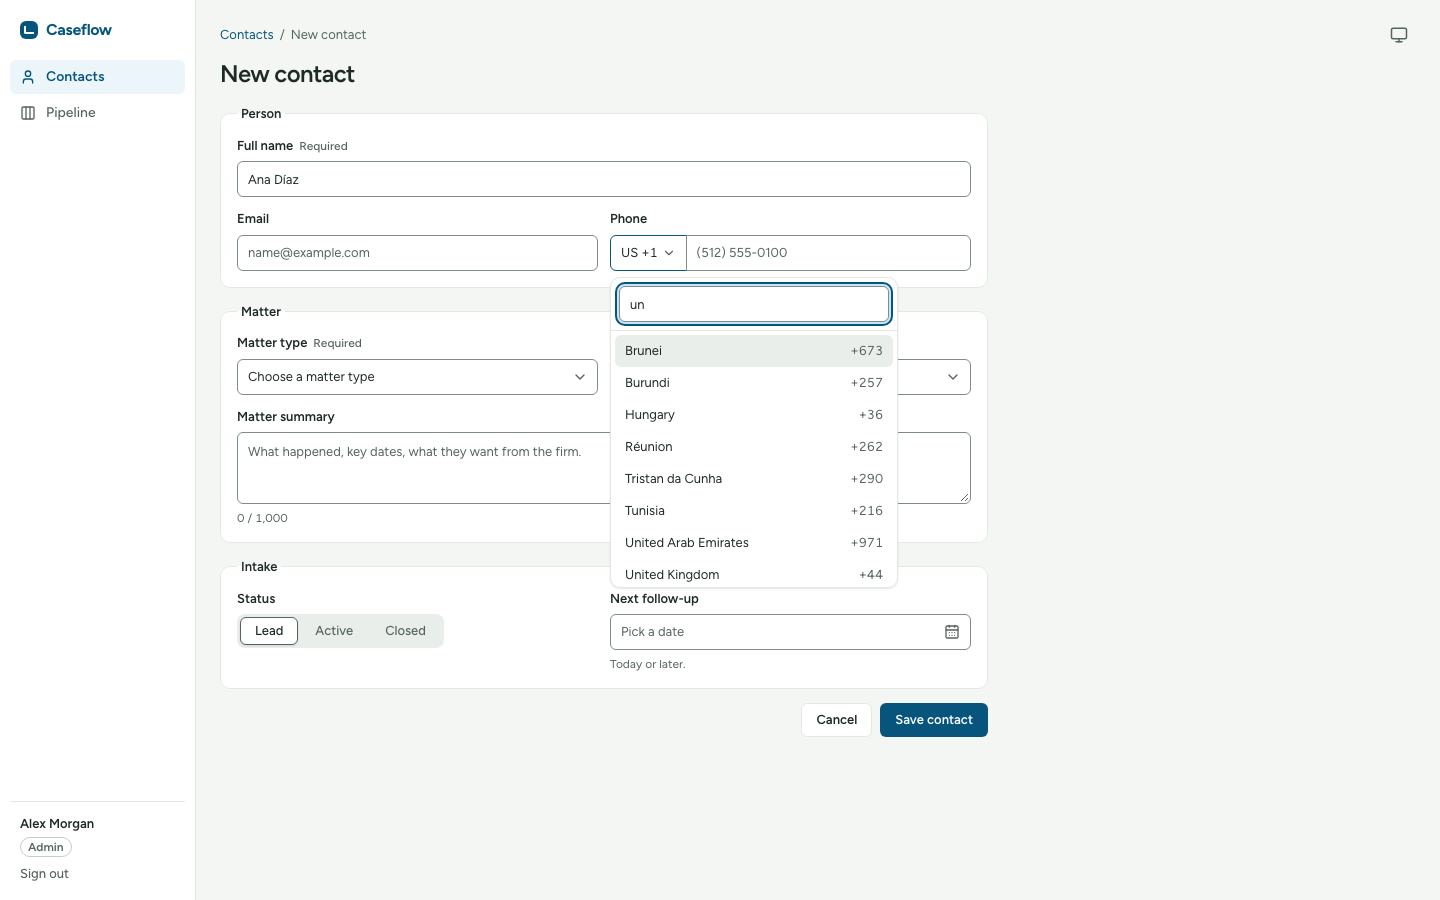 Caseflow
Contacts
Pipeline
Alex Morgan
Admin
Sign out
Contacts / New contact
New contact
Person
Full name Required
Ana Díaz
Email
name@example.com
Phone
US +1
(512) 555-0100
un
Brunei +673
Burundi +257
Hungary +36
Réunion +262
Tristan da Cunha +290
Tunisia +216
United Arab Emirates +971
United Kingdom +44
Matter
Matter type Required
Choose a matter type
Matter summary
What happened, key dates, what they want from the firm.
0 / 1,000
Intake
Status
Lead Active Closed
Next follow-up
Pick a date
Today or later.
Cancel
Save contact